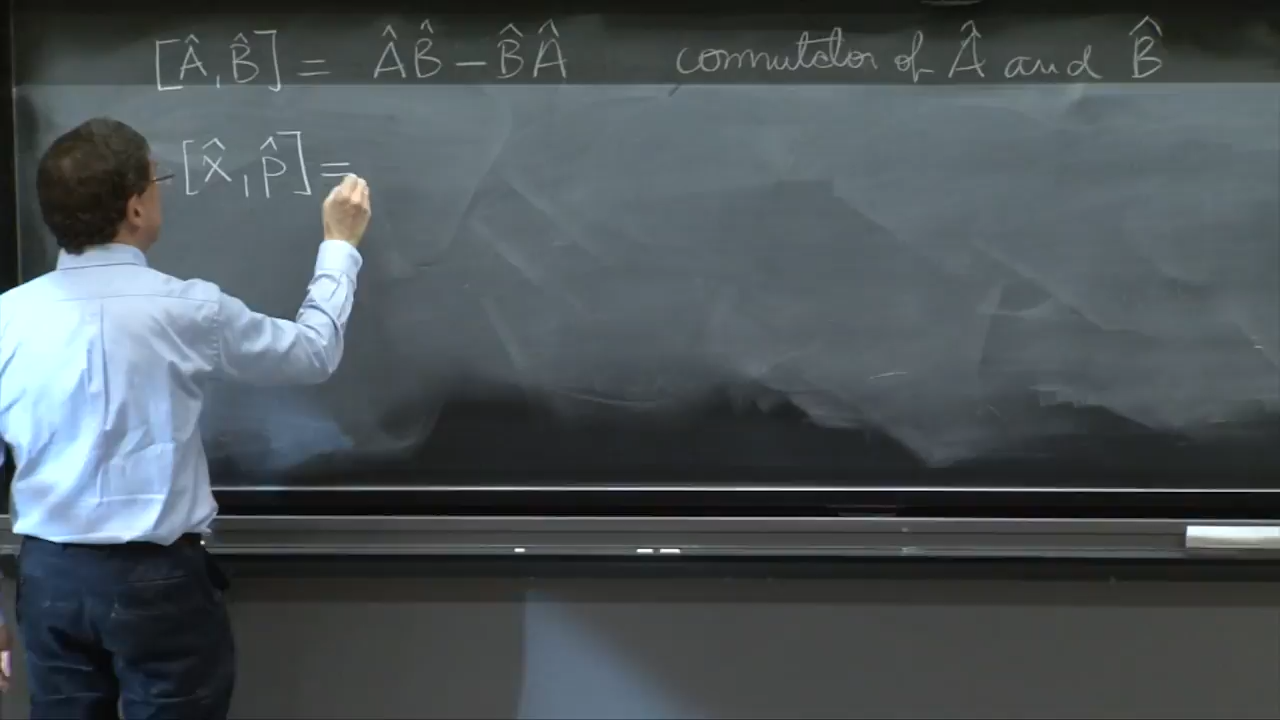 [Â, B̂] = ÂB̂ − B̂Â commutator of Â and B̂
[x̂, p̂] =